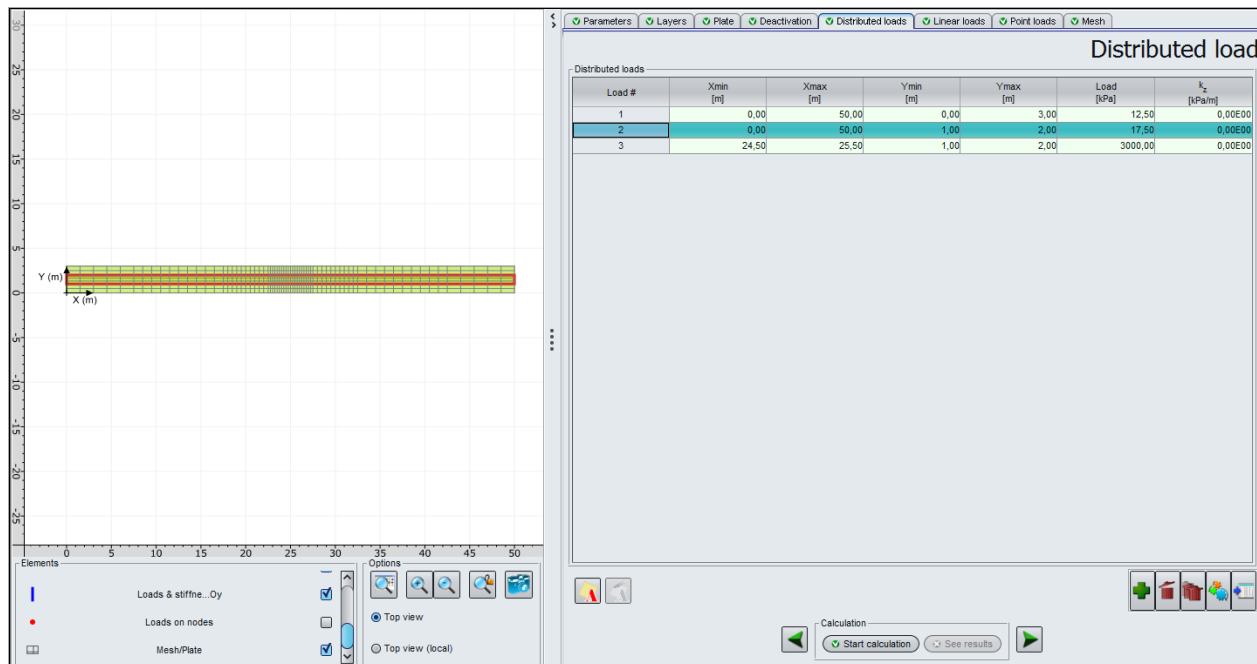 Parameters Layers Plate Deactivation Distributed loads Linear loads Point loads Mesh
Distributed load
Distributed loads
Load # Xmin [m] Xmax [m] Ymin [m] Ymax [m] Load [kPa] kz [kPa/m]
1 0,00 50,00 0,00 3,00 12,50 0,00E00
2 0,00 50,00 1,00 2,00 17,50 0,00E00
3 24,50 25,50 1,00 2,00 3000,00 0,00E00
30
25
20
15
10
5
0
-5
-10
-15
-20
-25
Y (m)
X (m)
0 5 10 15 20 25 30 35 40 45 50
Elements
Loads & stiffne...Oy
Loads on nodes
Mesh/Plate
Options
Top view
Top view (local)
Calculation
Start calculation See results